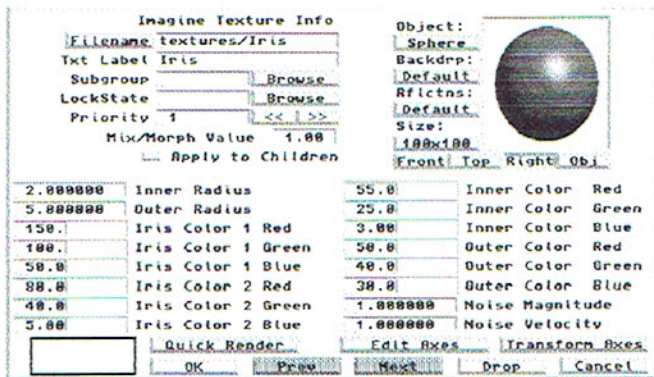 Imagine Texture Info
Filename textures/Iris
Txt Label Iris
Subgroup Browse
LockState Browse
Priority 1 << >>
Mix/Morph Value 1.00
Apply to Children
Object:
Sphere
Backdrp:
Default
Rflctns:
Default
Size:
100x100
Front Top Right Obj
2.000000 Inner Radius
5.000000 Outer Radius
150. Iris Color 1 Red
100. Iris Color 1 Green
50.0 Iris Color 1 Blue
80.0 Iris Color 2 Red
40.0 Iris Color 2 Green
5.00 Iris Color 2 Blue
55.0 Inner Color Red
25.0 Inner Color Green
3.00 Inner Color Blue
50.0 Outer Color Red
40.0 Outer Color Green
30.0 Outer Color Blue
1.000000 Noise Magnitude
1.000000 Noise Velocity
Quick Render Edit Axes Transform Axes
OK Prev Next Drop Cancel